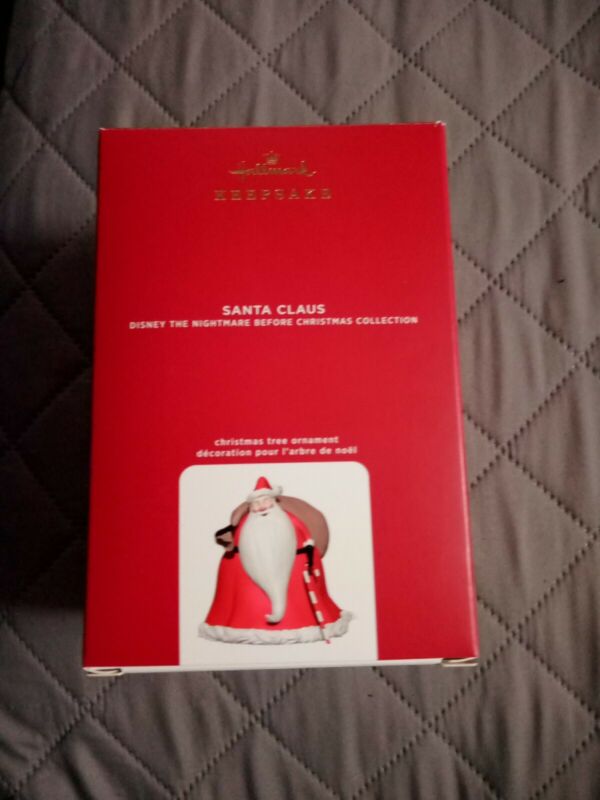 Hallmark
KEEPSAKE
SANTA CLAUS
DISNEY THE NIGHTMARE BEFORE CHRISTMAS COLLECTION
christmas tree ornament
décoration pour l'arbre de noël